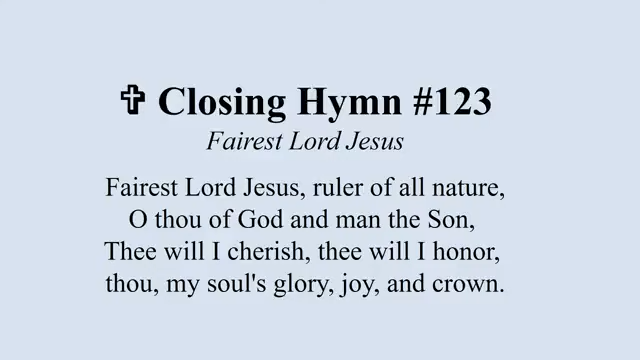 ✞ Closing Hymn #123
Fairest Lord Jesus
Fairest Lord Jesus, ruler of all nature,
O thou of God and man the Son,
Thee will I cherish, thee will I honor,
thou, my soul's glory, joy, and crown.